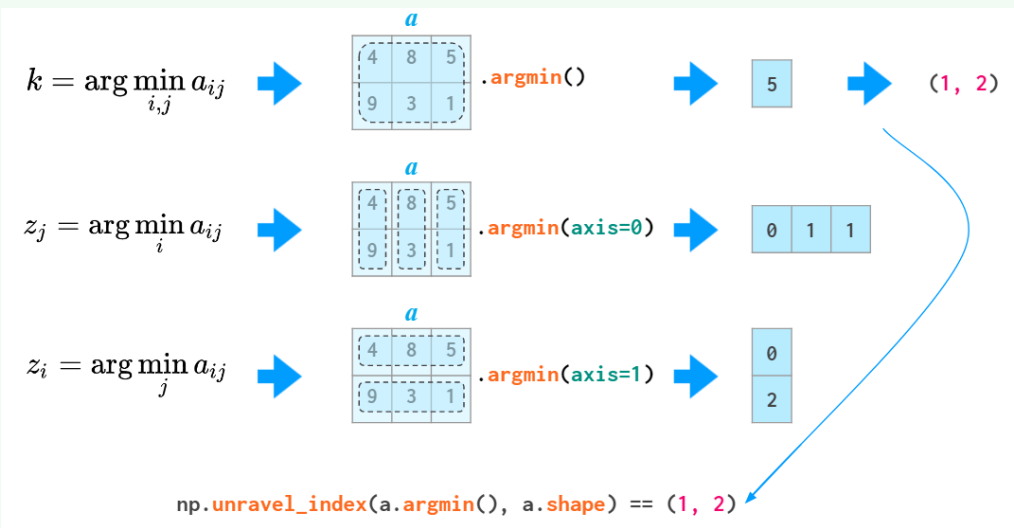 a
k = arg min i,j a_ij
4 8 5
9 3 1
.argmin()
5
(1, 2)
a
z_j = arg min i a_ij
4 8 5
9 3 1
.argmin(axis=0)
0 1 1
a
z_i = arg min j a_ij
4 8 5
9 3 1
.argmin(axis=1)
0
2
np.unravel_index(a.argmin(), a.shape) == (1, 2)